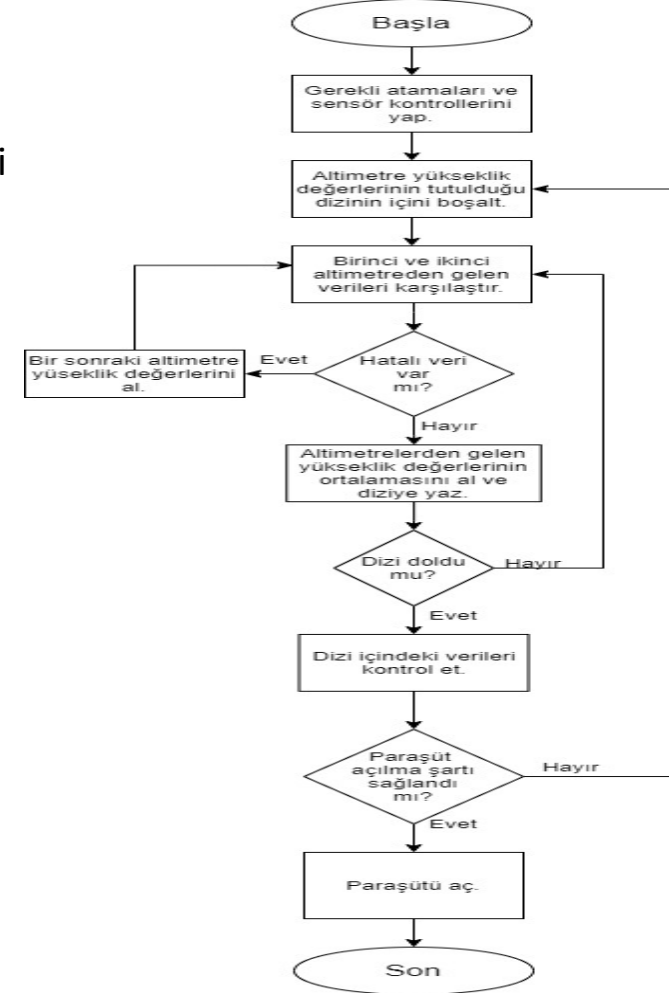 Başla
Gerekli atamaları ve
sensör kontrollerini
yap.
i
Altimetre yükseklik
değerlerinin tutulduğu
dizinin içini boşalt.
Birinci ve ikinci
altimetreden gelen
verileri karşılaştır.
Bir sonraki altimetre
yüseklik değerlerini
al.
Evet
Hatalı veri
var
mı?
Hayır
Altimetrelerden gelen
yükseklik değerlerinin
ortalamasını al ve
diziye yaz.
Dizi doldu
mu?
Hayır
Evet
Dizi içindeki verileri
kontrol et.
Paraşüt
açılma şartı
sağlandı
mı?
Hayır
Evet
Paraşütü aç.
Son